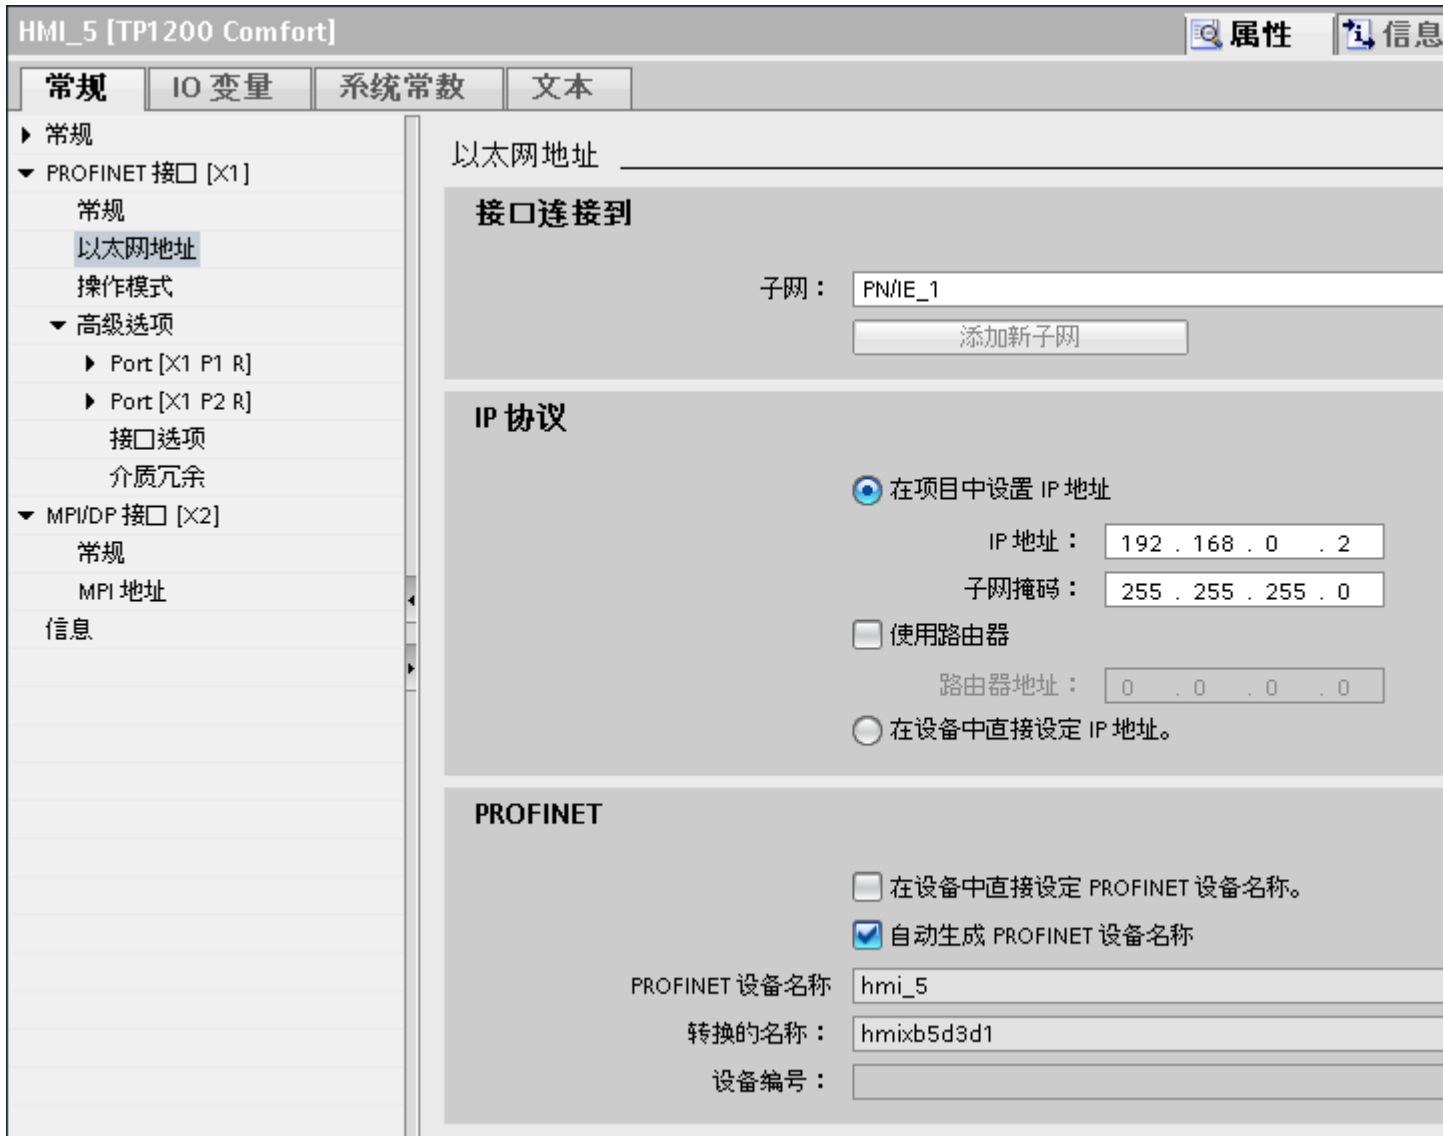 HMI_5 [TP1200 Comfort]
属性
信息
常规
IO 变量
系统常数
文本
常规
PROFINET 接口 [X1]
常规
以太网地址
操作模式
高级选项
Port [X1 P1 R]
Port [X1 P2 R]
接口选项
介质冗余
MPI/DP 接口 [X2]
常规
MPI 地址
信息
以太网地址
接口连接到
子网：
PN/IE_1
添加新子网
IP 协议
在项目中设置 IP 地址
IP 地址： 192 . 168 . 0 . 2
子网掩码： 255 . 255 . 255 . 0
使用路由器
路由器地址： 0 . 0 . 0 . 0
在设备中直接设定 IP 地址。
PROFINET
在设备中直接设定 PROFINET 设备名称。
自动生成 PROFINET 设备名称
PROFINET 设备名称 hmi_5
转换的名称： hmixb5d3d1
设备编号：